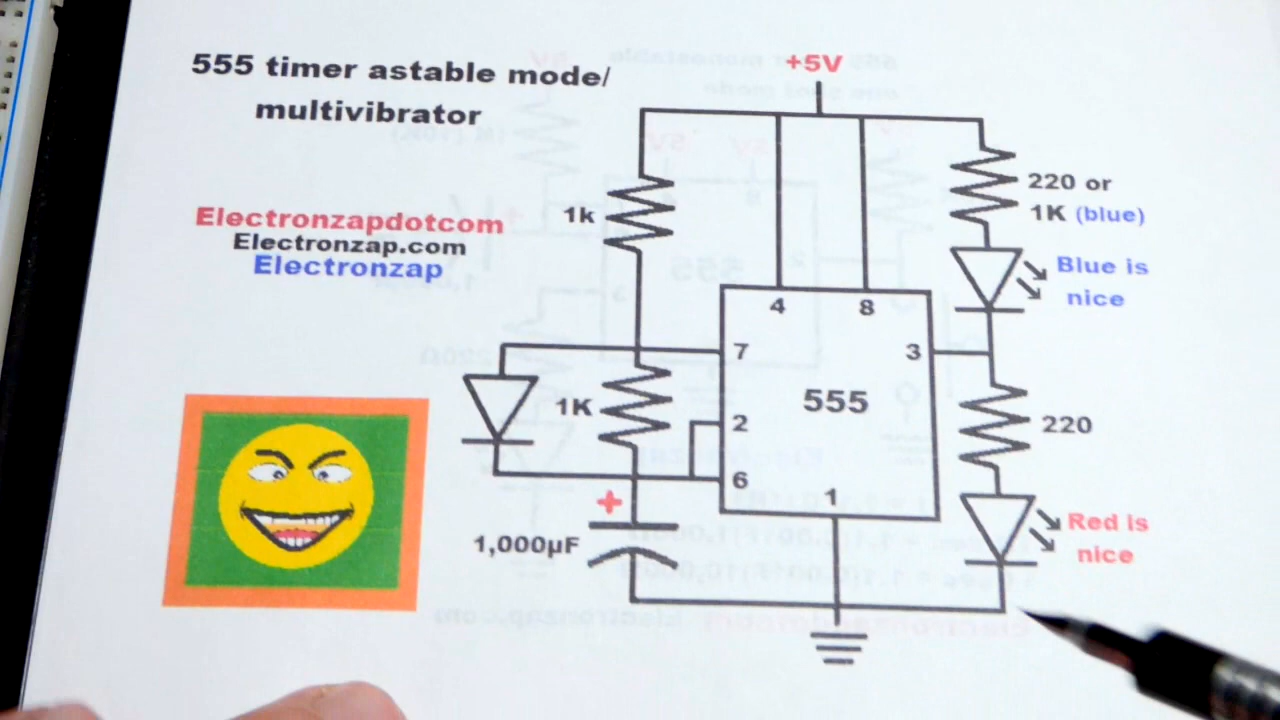 555 timer astable mode/
multivibrator
Electronzapdotcom
Electronzap.com
Electronzap
+5V
1k
220 or
1K (blue)
Blue is
nice
4
8
7
3
1K
555
2
220
6
1
+
1,000µF
Red is
nice